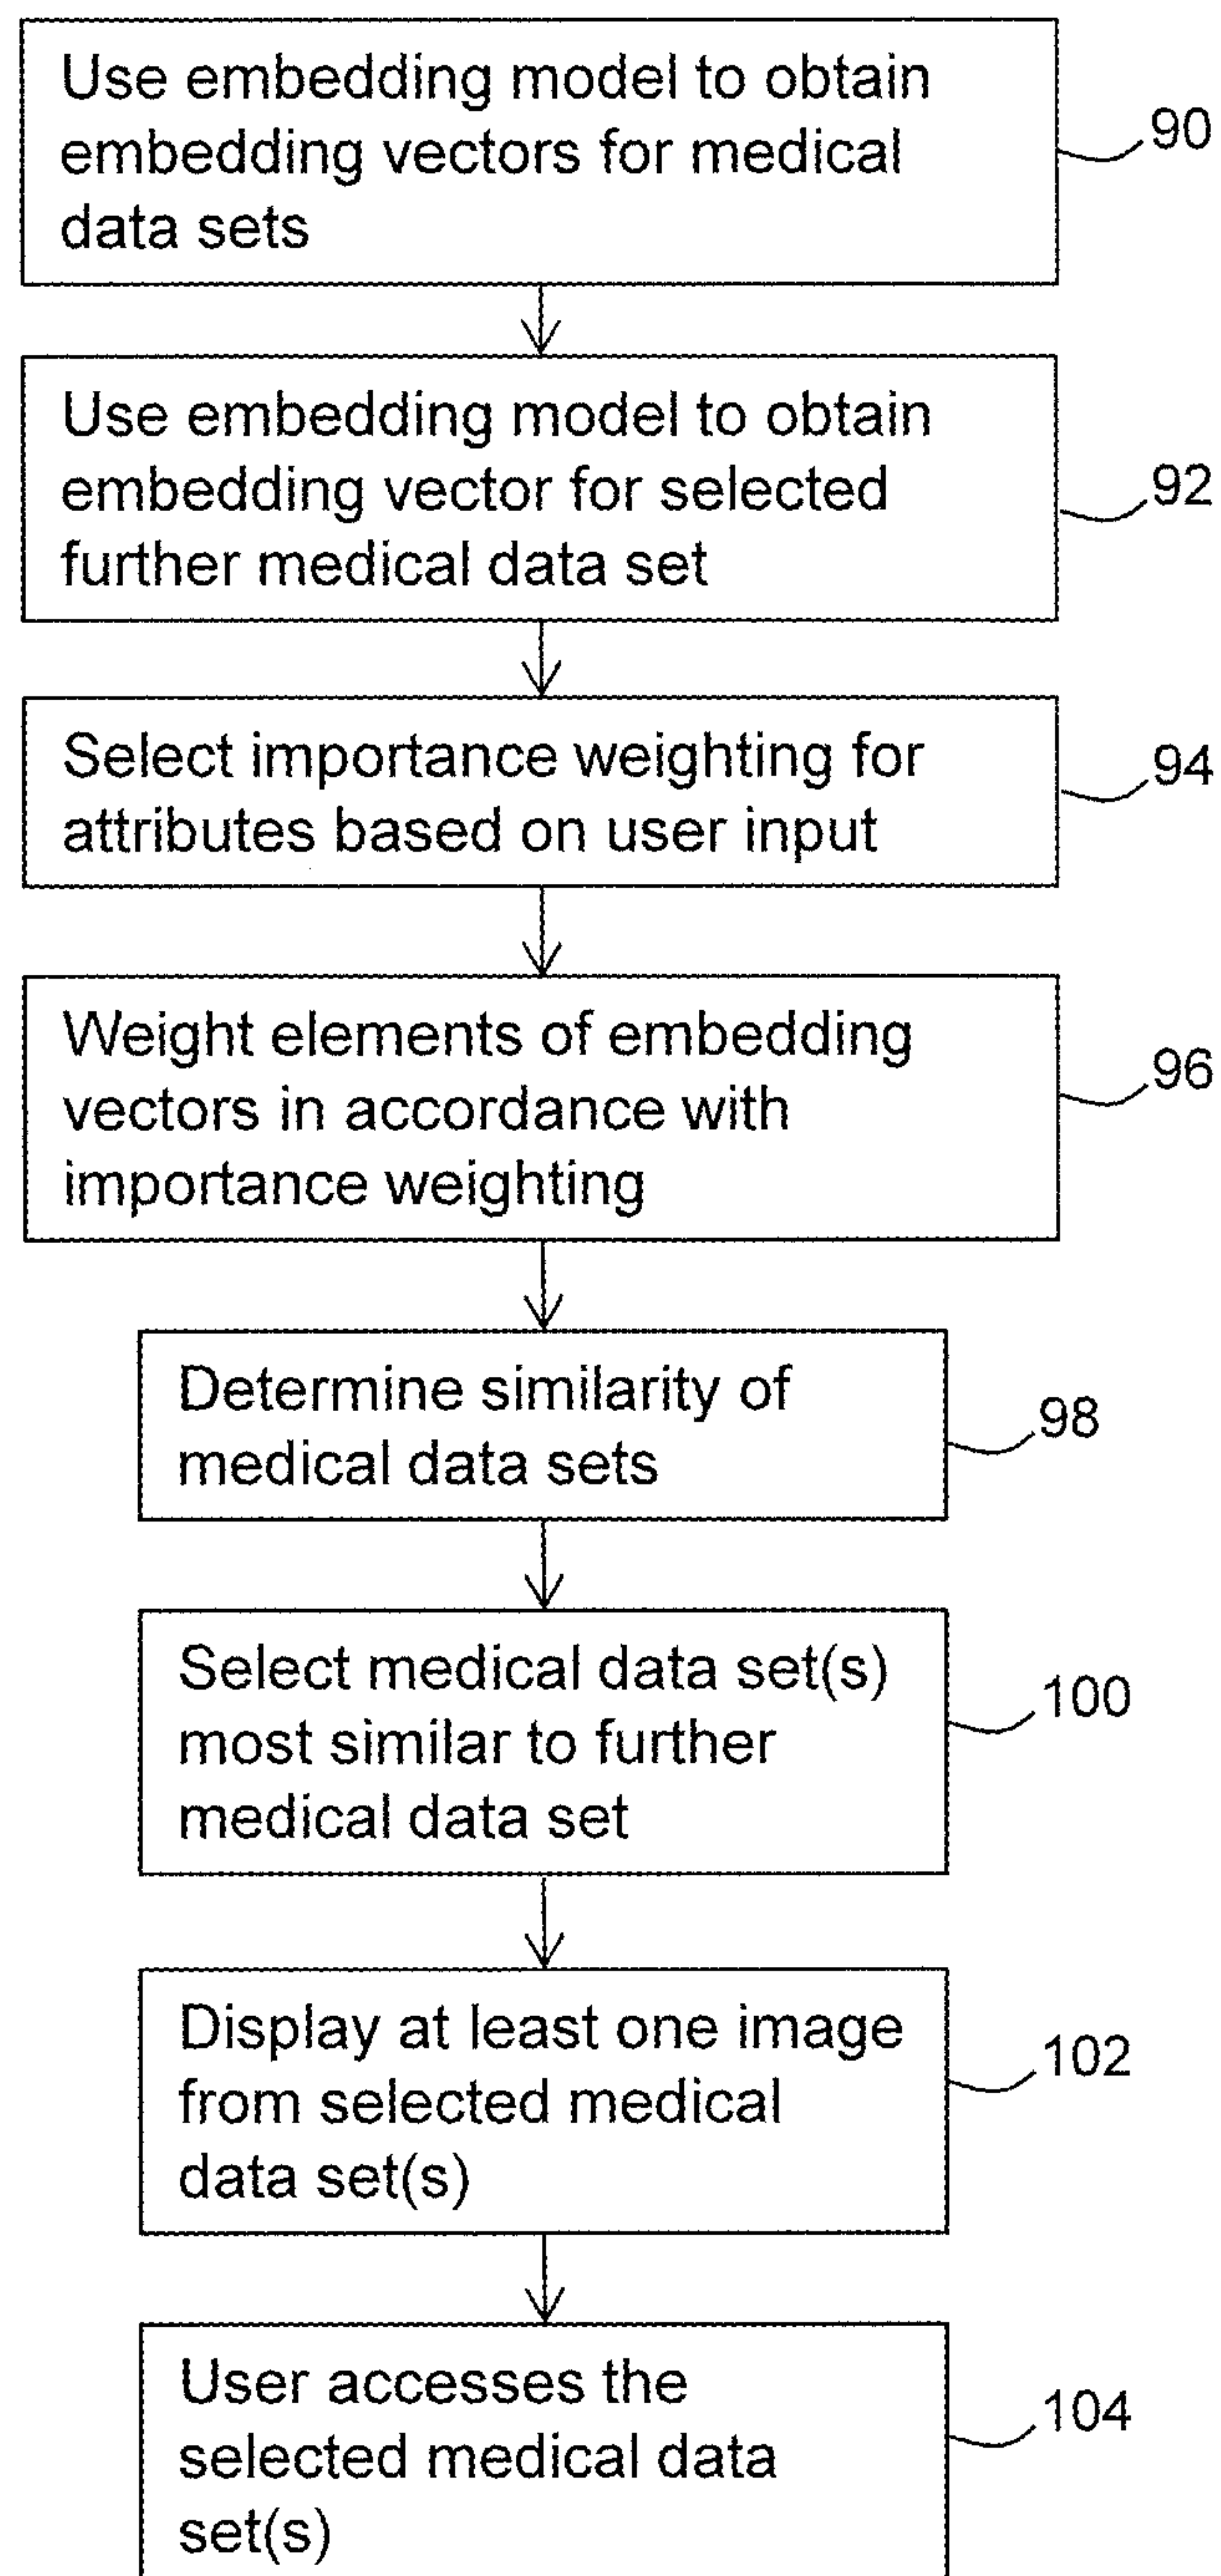 Use embedding model to obtain
embedding vectors for medical
data sets
90
Use embedding model to obtain
embedding vector for selected
further medical data set
92
Select importance weighting for
attributes based on user input
94
Weight elements of embedding
vectors in accordance with
importance weighting
96
Determine similarity of
medical data sets
98
Select medical data set(s)
most similar to further
medical data set
100
Display at least one image
from selected medical
data set(s)
102
User accesses the
selected medical data
set(s)
104